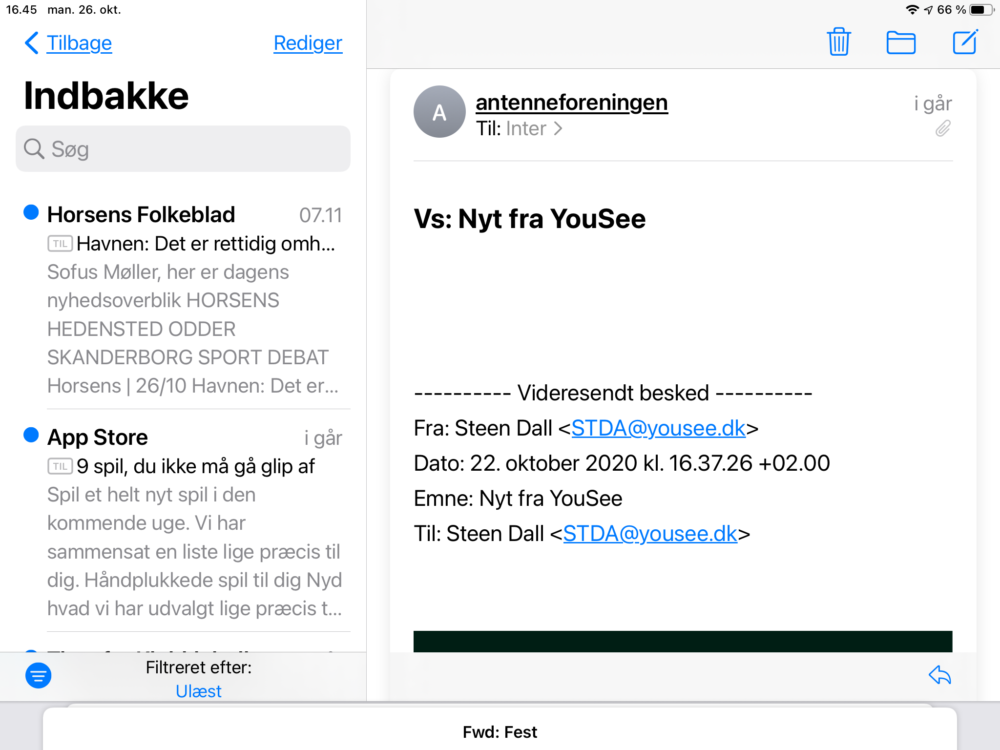 16.45 man. 26. okt.
66 %
Tilbage
Rediger
Indbakke
Søg
Horsens Folkeblad 07.11
TIL Havnen: Det er rettidig omh...
Sofus Møller, her er dagens
nyhedsoverblik HORSENS
HEDENSTED ODDER
SKANDERBORG SPORT DEBAT
Horsens | 26/10 Havnen: Det er...
App Store i går
TIL 9 spil, du ikke må gå glip af
Spil et helt nyt spil i den
kommende uge. Vi har
sammensat en liste lige præcis til
dig. Håndplukkede spil til dig Nyd
hvad vi har udvalgt lige præcis t...
Filtreret efter:
Ulæst
A
antenneforeningen i går
Til: Inter
Vs: Nyt fra YouSee
---------- Videresendt besked ----------
Fra: Steen Dall <STDA@yousee.dk>
Dato: 22. oktober 2020 kl. 16.37.26 +02.00
Emne: Nyt fra YouSee
Til: Steen Dall <STDA@yousee.dk>
Fwd: Fest